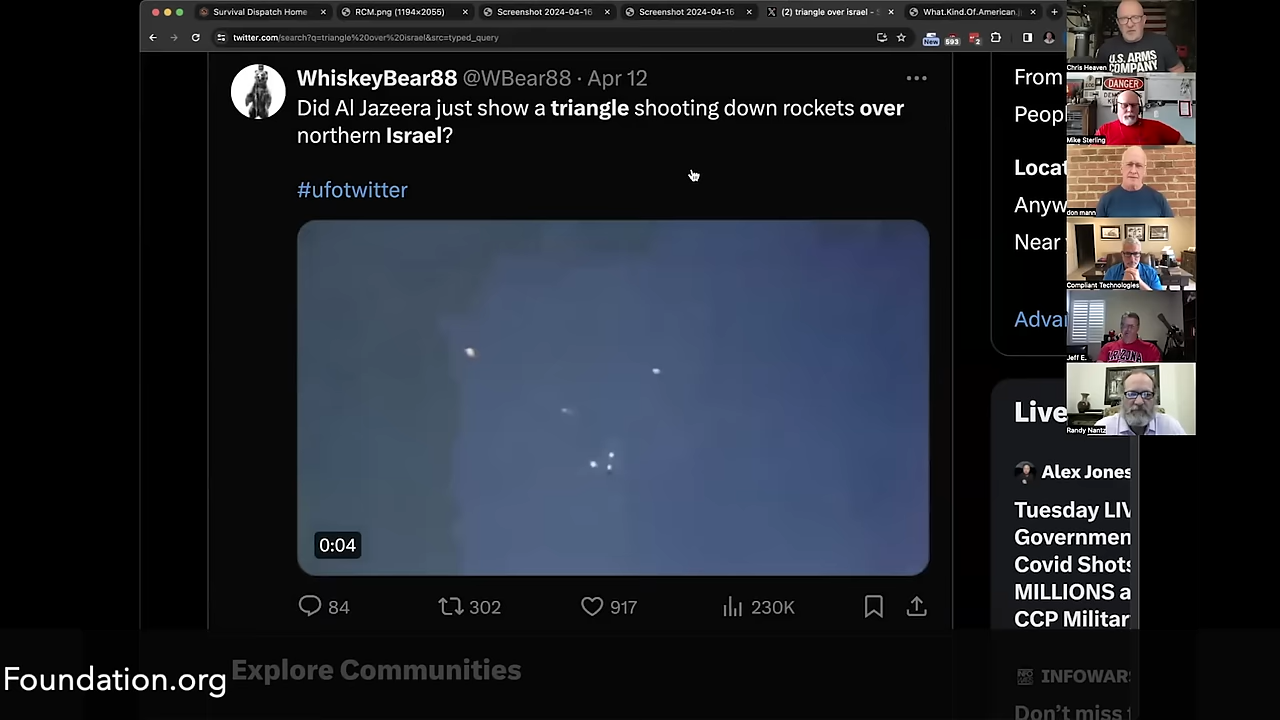 Survival Dispatch Home
RCM.png (1194×2055)
Screenshot 2024-04-16
Screenshot 2024-04-16
(2) triangle over israel -
What.Kind.Of.American.
twitter.com/search?q=triangle%20over%20israel&src=typed_query
New
593
2
WhiskeyBear88 @WBear88 · Apr 12
Did Al Jazeera just show a triangle shooting down rockets over
northern Israel?
#ufotwitter
0:04
84
302
917
230K
Explore Communities
Foundation.org
From
Peop
Locat
Anyw
Near
Adva
Live
Alex Jones
Tuesday LIV
Governmen
Covid Shots
MILLIONS a
CCP Militar
INFOWAR
Don't miss
U.S. ARMS
COMPANY
Chris Heaven
DANGER
Mike Sterling
don mann
Compliant Technologies
ARIZONA
Jeff E.
Randy Nantz